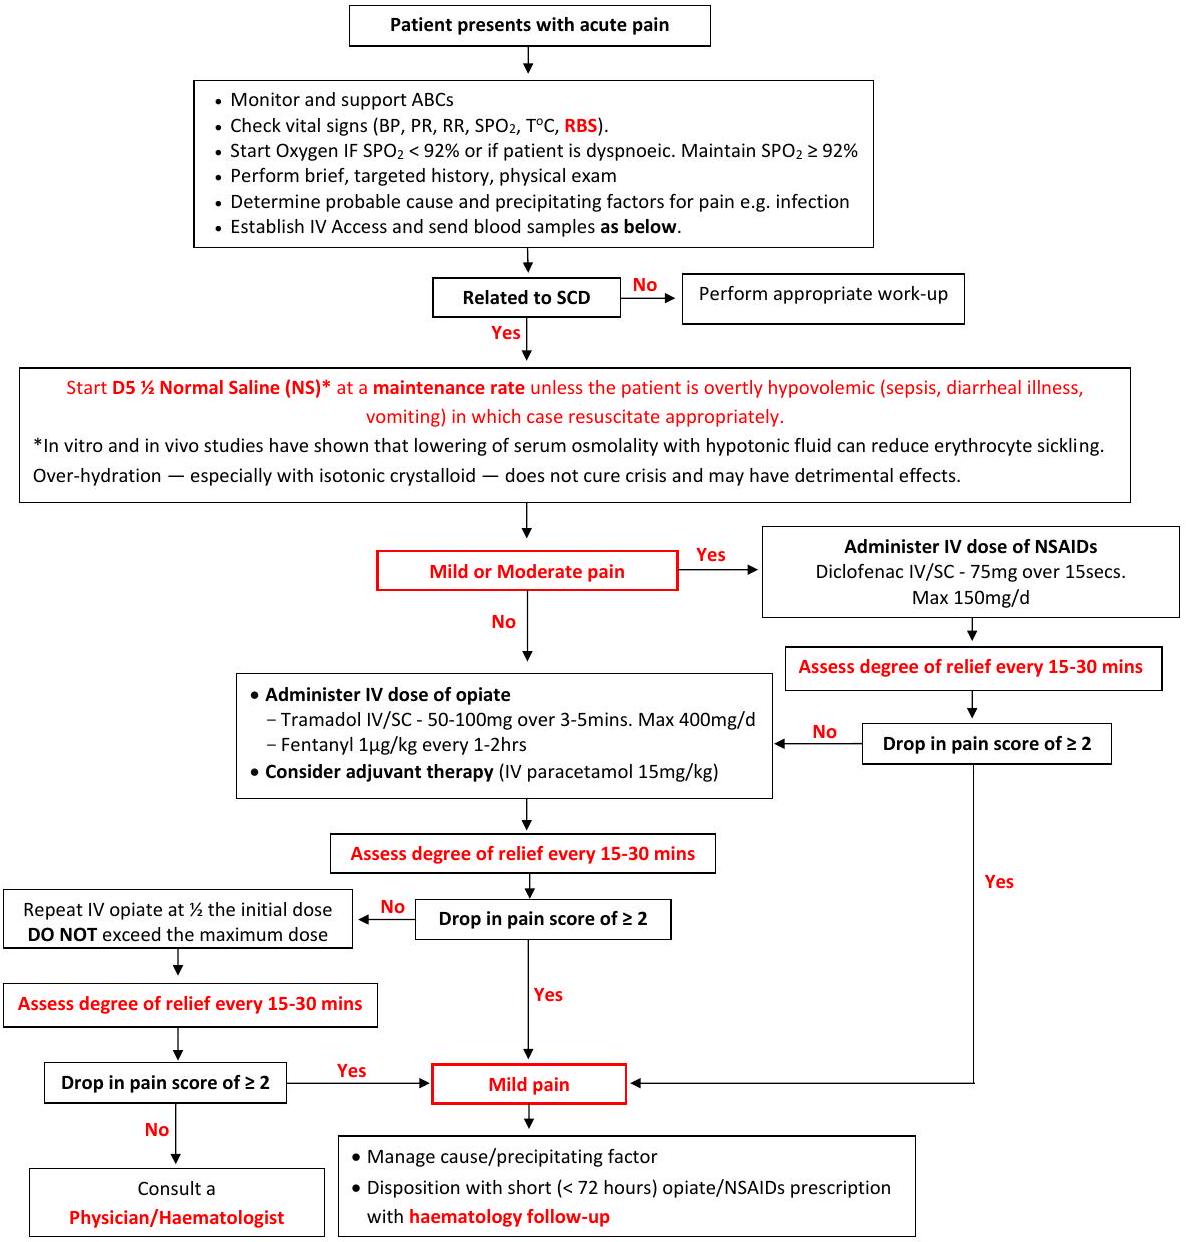 Patient presents with acute pain
• Monitor and support ABCs
• Check vital signs (BP, PR, RR, SPO₂, TºC, RBS).
• Start Oxygen IF SPO₂ < 92% or if patient is dyspnoeic. Maintain SPO₂ ≥ 92%
• Perform brief, targeted history, physical exam
• Determine probable cause and precipitating factors for pain e.g. infection
• Establish IV Access and send blood samples as below.
Related to SCD
No
Perform appropriate work-up
Yes
Start D5 ½ Normal Saline (NS)* at a maintenance rate unless the patient is overtly hypovolemic (sepsis, diarrheal illness,
vomiting) in which case resuscitate appropriately.
*In vitro and in vivo studies have shown that lowering of serum osmolality with hypotonic fluid can reduce erythrocyte sickling.
Over-hydration — especially with isotonic crystalloid — does not cure crisis and may have detrimental effects.
Mild or Moderate pain
Yes
Administer IV dose of NSAIDs
Diclofenac IV/SC - 75mg over 15secs.
Max 150mg/d
No
Assess degree of relief every 15-30 mins
• Administer IV dose of opiate
− Tramadol IV/SC - 50-100mg over 3-5mins. Max 400mg/d
− Fentanyl 1µg/kg every 1-2hrs
• Consider adjuvant therapy (IV paracetamol 15mg/kg)
No
Drop in pain score of ≥ 2
Yes
Assess degree of relief every 15-30 mins
Drop in pain score of ≥ 2
No
Repeat IV opiate at ½ the initial dose
DO NOT exceed the maximum dose
Yes
Assess degree of relief every 15-30 mins
Drop in pain score of ≥ 2
Yes
Mild pain
No
Consult a
Physician/Haematologist
• Manage cause/precipitating factor
• Disposition with short (< 72 hours) opiate/NSAIDs prescription
with haematology follow-up